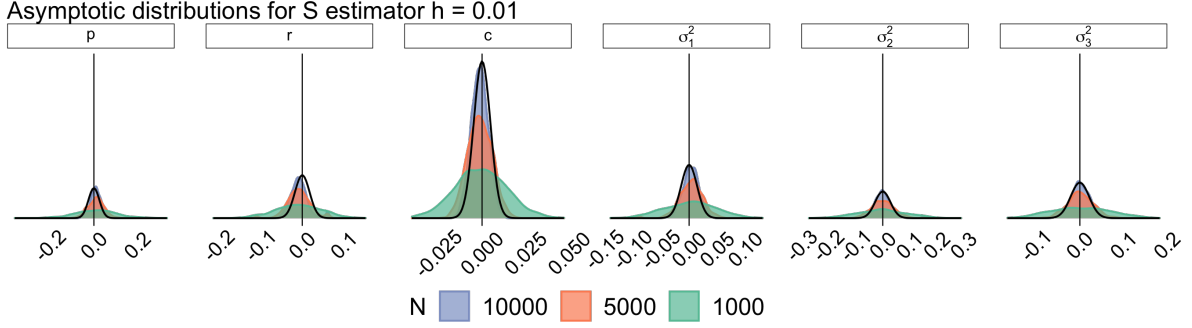 Asymptotic distributions for S estimator h = 0.01
p r c σ₁² σ₂² σ₃²
-0.2 0.0 0.2 -0.2 -0.1 0.0 0.1 -0.025 0.000 0.025 0.050 -0.15 -0.10 -0.05 0.00 0.05 0.10 -0.3 -0.2 -0.1 0.0 0.1 0.2 0.3 -0.1 0.0 0.1 0.2
N 10000 5000 1000